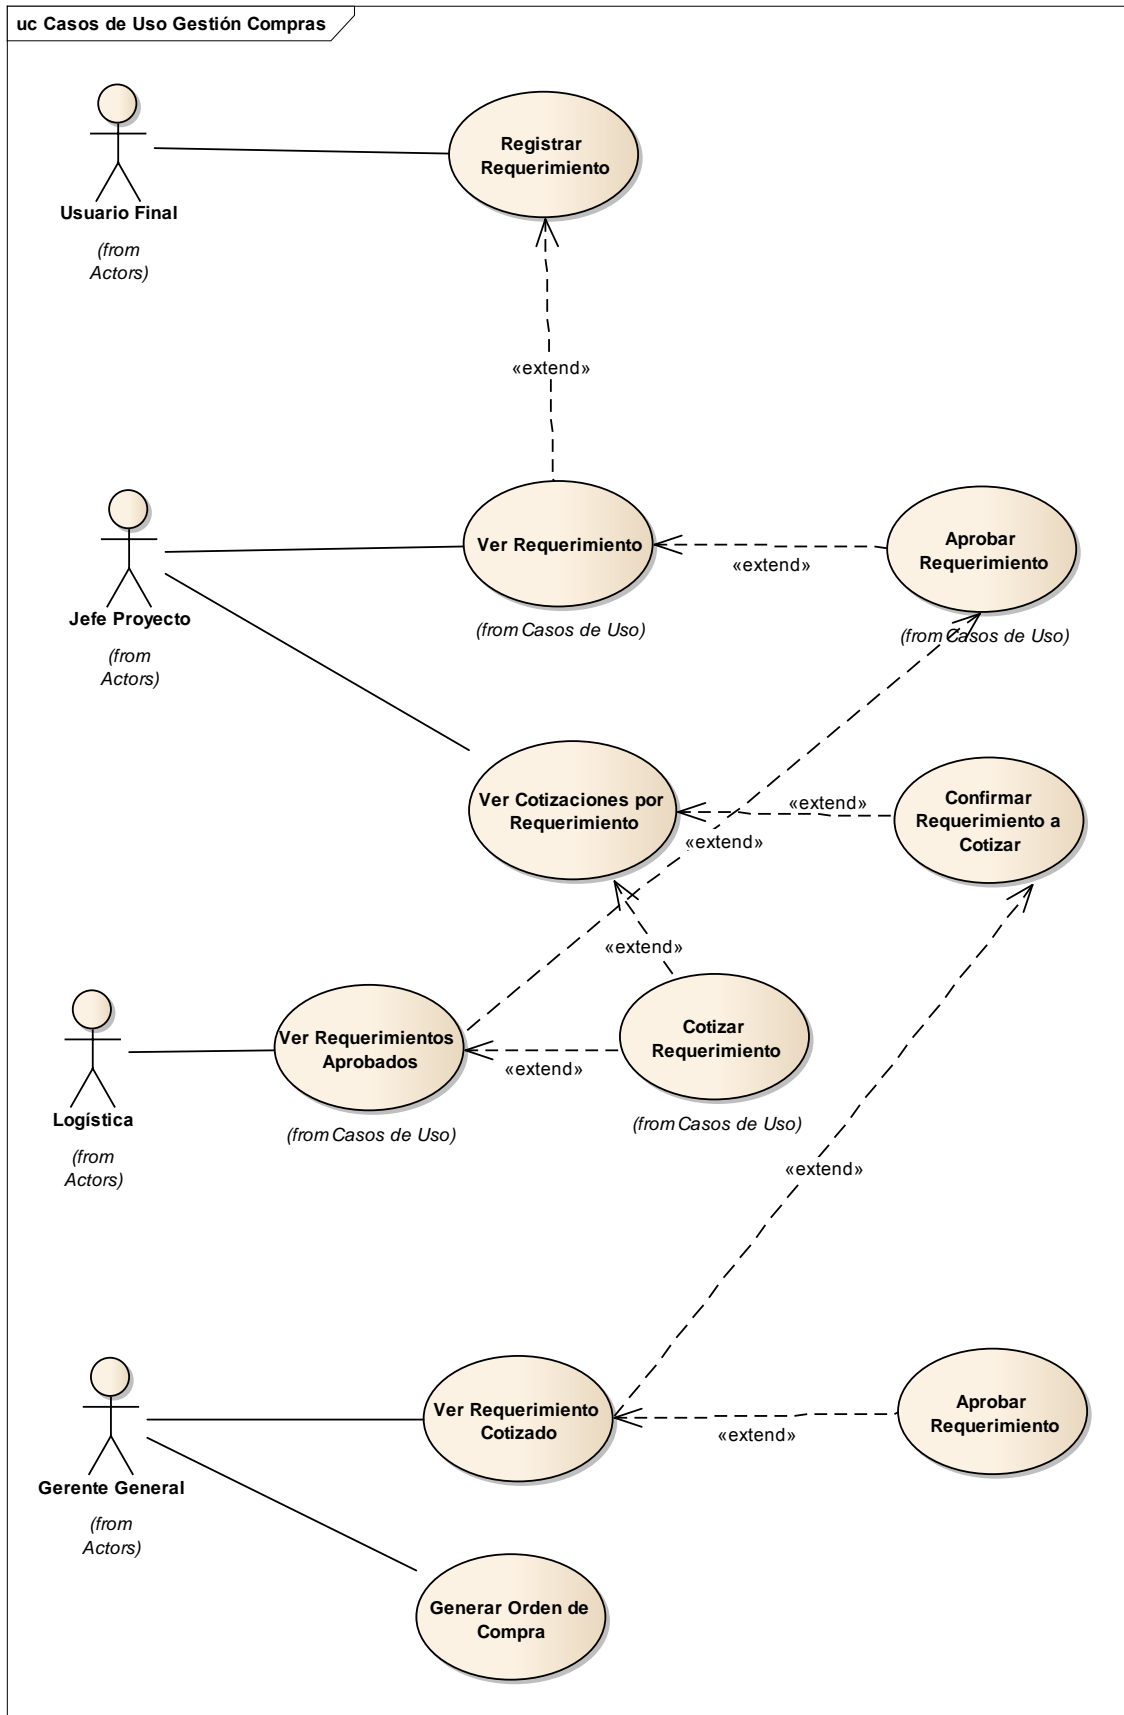 uc Casos de Uso Gestión Compras
Registrar
Requerimiento
Usuario Final
(from
Actors)
«extend»
Ver Requerimiento
(from Casos de Uso)
«extend»
Aprobar
Requerimiento
(from Casos de Uso)
Jefe Proyecto
(from
Actors)
Ver Cotizaciones por
Requerimiento
«extend»
Confirmar
Requerimiento a
Cotizar
«extend»
«extend»
Ver Requerimientos
Aprobados
(from Casos de Uso)
«extend»
Cotizar
Requerimiento
(from Casos de Uso)
Logística
(from
Actors)
«extend»
Ver Requerimiento
Cotizado
«extend»
Aprobar
Requerimiento
Gerente General
(from
Actors)
Generar Orden de
Compra